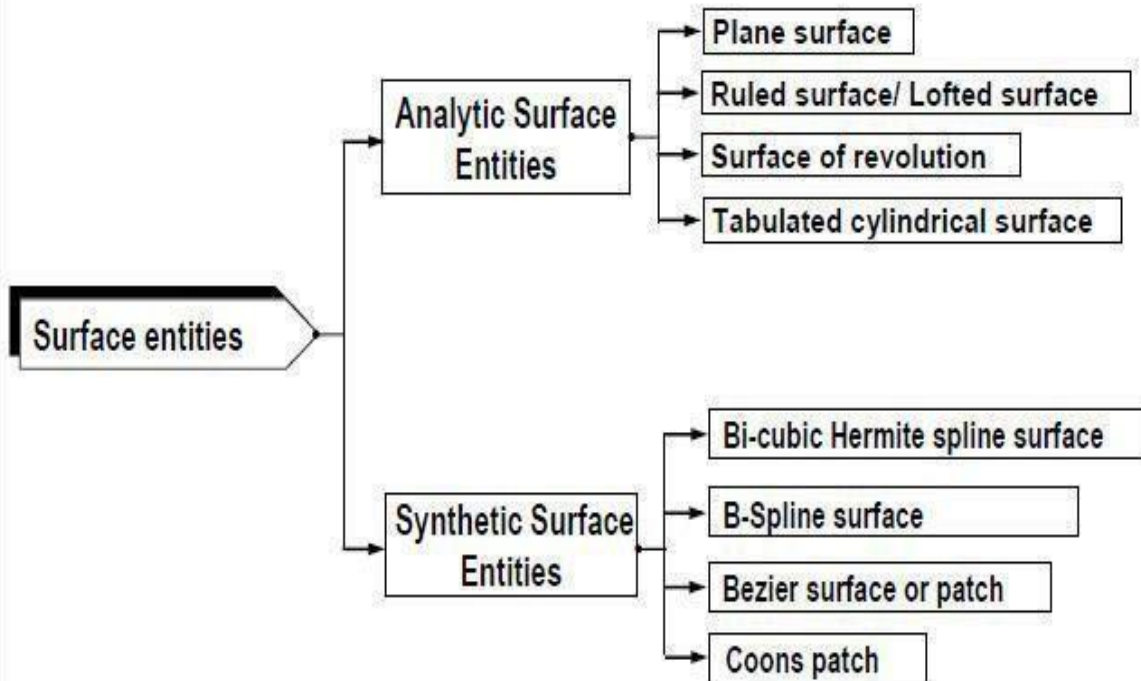 Surface entities
Analytic Surface
Entities
Plane surface
Ruled surface/ Lofted surface
Surface of revolution
Tabulated cylindrical surface
Synthetic Surface
Entities
Bi-cubic Hermite spline surface
B-Spline surface
Bezier surface or patch
Coons patch